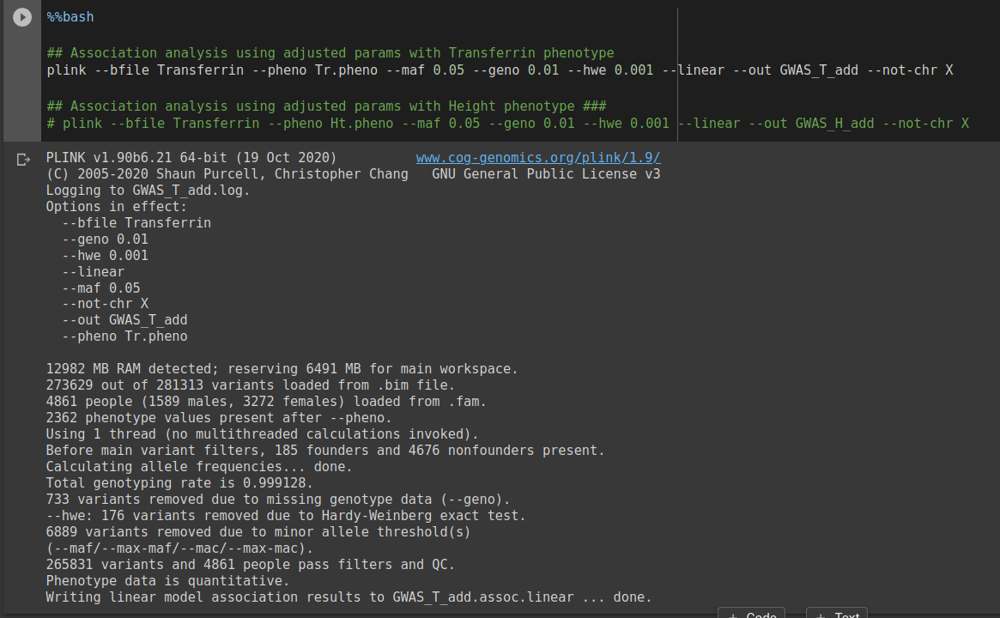 %%bash
## Association analysis using adjusted params with Transferrin phenotype
plink --bfile Transferrin --pheno Tr.pheno --maf 0.05 --geno 0.01 --hwe 0.001 --linear --out GWAS_T_add --not-chr X
## Association analysis using adjusted params with Height phenotype ###
# plink --bfile Transferrin --pheno Ht.pheno --maf 0.05 --geno 0.01 --hwe 0.001 --linear --out GWAS_H_add --not-chr X
PLINK v1.90b6.21 64-bit (19 Oct 2020) www.cog-genomics.org/plink/1.9/
(C) 2005-2020 Shaun Purcell, Christopher Chang GNU General Public License v3
Logging to GWAS_T_add.log.
Options in effect:
--bfile Transferrin
--geno 0.01
--hwe 0.001
--linear
--maf 0.05
--not-chr X
--out GWAS_T_add
--pheno Tr.pheno
12982 MB RAM detected; reserving 6491 MB for main workspace.
273629 out of 281313 variants loaded from .bim file.
4861 people (1589 males, 3272 females) loaded from .fam.
2362 phenotype values present after --pheno.
Using 1 thread (no multithreaded calculations invoked).
Before main variant filters, 185 founders and 4676 nonfounders present.
Calculating allele frequencies... done.
Total genotyping rate is 0.999128.
733 variants removed due to missing genotype data (--geno).
--hwe: 176 variants removed due to Hardy-Weinberg exact test.
6889 variants removed due to minor allele threshold(s)
(--maf/--max-maf/--mac/--max-mac).
265831 variants and 4861 people pass filters and QC.
Phenotype data is quantitative.
Writing linear model association results to GWAS_T_add.assoc.linear ... done.
+ Code + Text